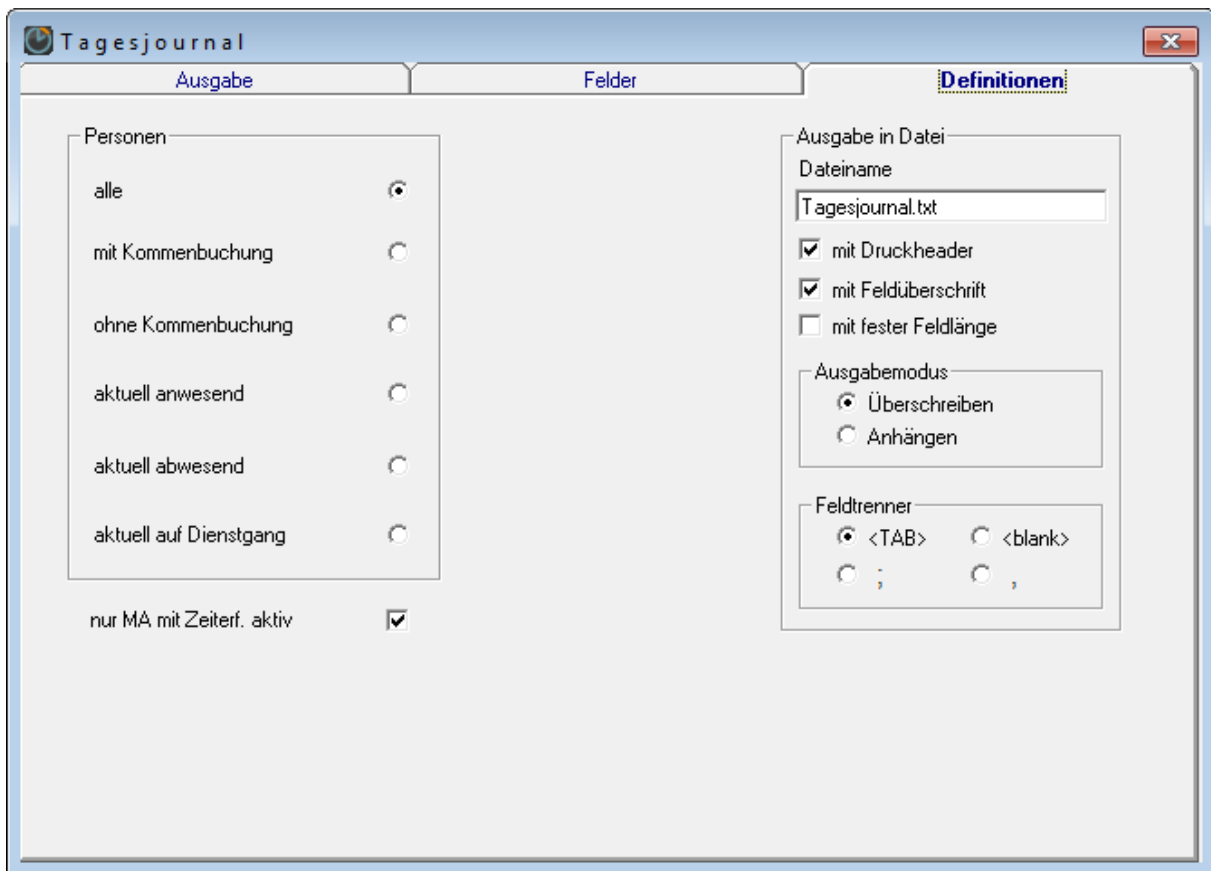 Tagesjournal
Ausgabe
Felder
Definitionen
Personen
alle
mit Kommenbuchung
ohne Kommenbuchung
aktuell anwesend
aktuell abwesend
aktuell auf Dienstgang
nur MA mit Zeiterf. aktiv
Ausgabe in Datei
Dateiname
Tagesjournal.txt
mit Druckheader
mit Feldüberschrift
mit fester Feldlänge
Ausgabemodus
Überschreiben
Anhängen
Feldtrenner
<TAB> <blank>
; ,